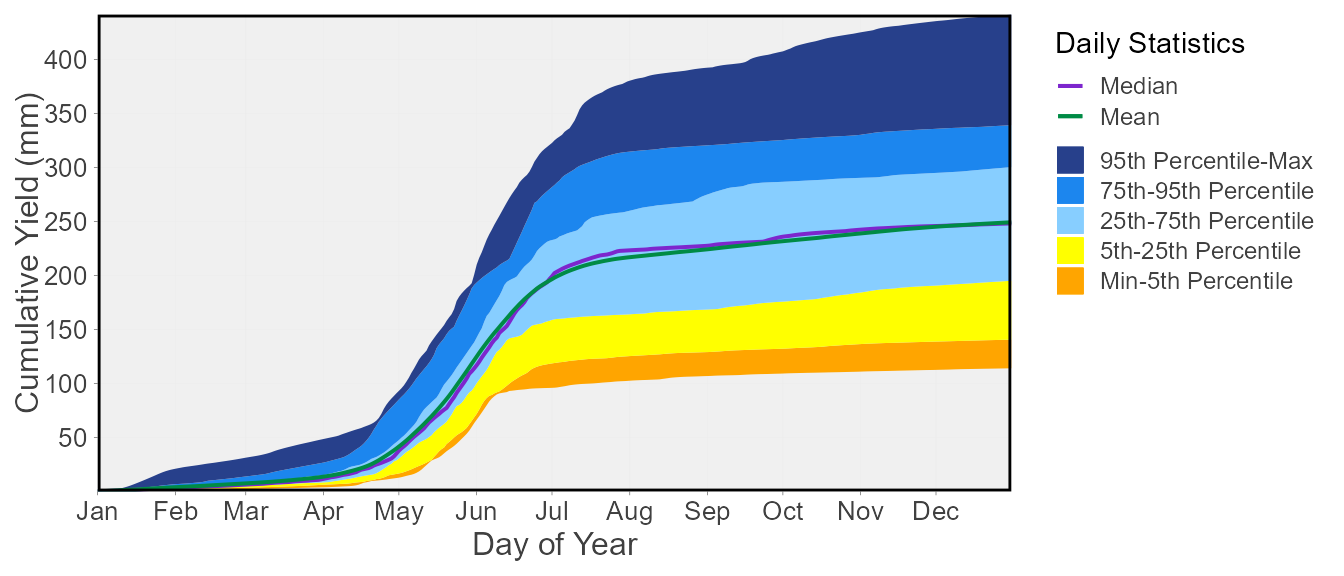 Cumulative Yield (mm)
400
350
300
250
200
150
100
50
Jan Feb Mar Apr May Jun Jul Aug Sep Oct Nov Dec
Day of Year
Daily Statistics
Median
Mean
95th Percentile-Max
75th-95th Percentile
25th-75th Percentile
5th-25th Percentile
Min-5th Percentile